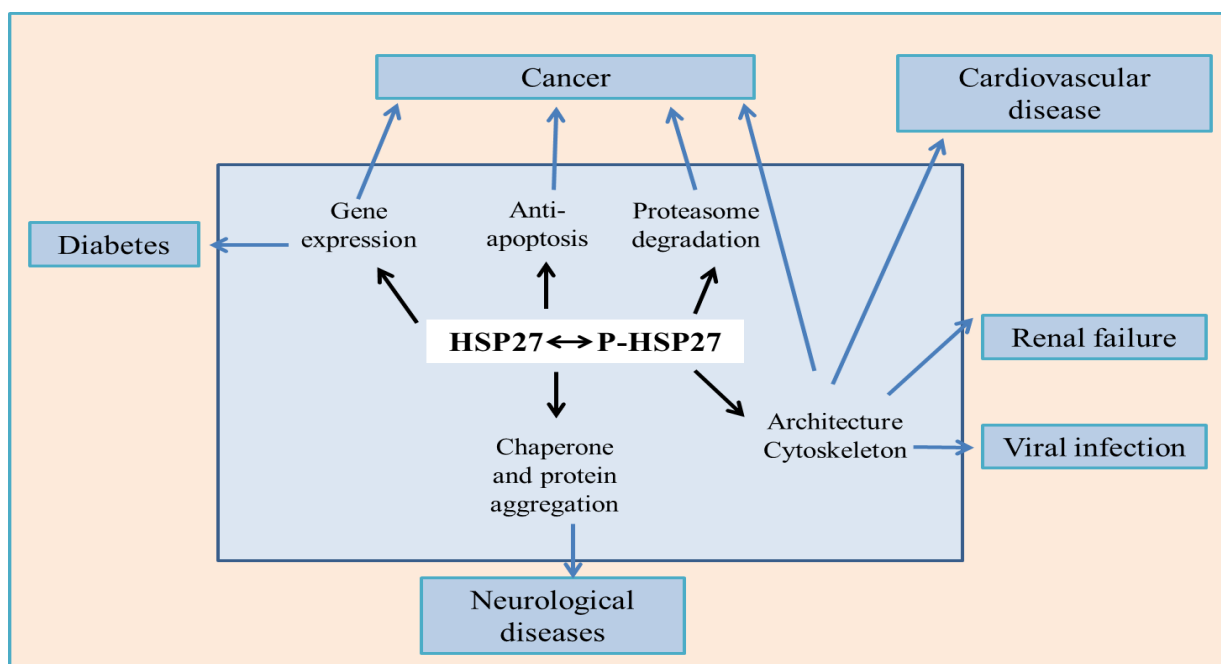 Cancer
Cardiovascular
disease
Gene
expression
Anti-
apoptosis
Proteasome
degradation
Diabetes
HSP27↔P-HSP27
Renal failure
Architecture
Cytoskeleton
Viral infection
Chaperone
and protein
aggregation
Neurological
diseases